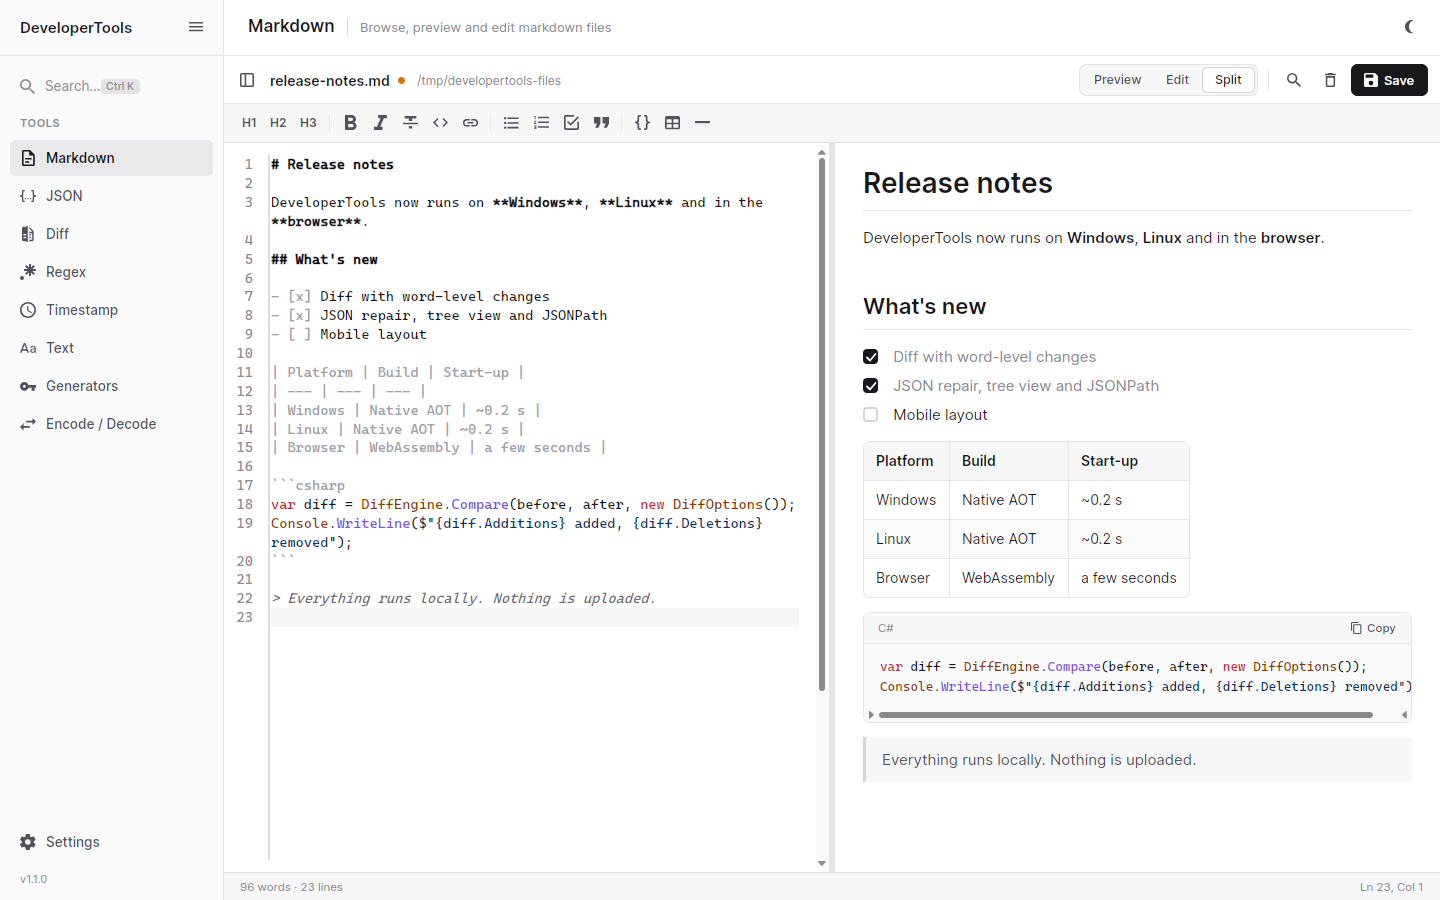 DeveloperTools
Markdown
Browse, preview and edit markdown files
Search...
Ctrl K
TOOLS
Markdown
JSON
Diff
Regex
Timestamp
Aa Text
Generators
Encode / Decode
Settings
v1.1.0
release-notes.md
/tmp/developertools-files
Preview
Edit
Split
Save
H1 H2 H3
1 # Release notes
2
3 DeveloperTools now runs on **Windows**, **Linux** and in the
**browser**.
4
5 ## What's new
6
7 - [x] Diff with word-level changes
8 - [x] JSON repair, tree view and JSONPath
9 - [ ] Mobile layout
10
11 | Platform | Build | Start-up |
12 | --- | --- | --- |
13 | Windows | Native AOT | ~0.2 s |
14 | Linux | Native AOT | ~0.2 s |
15 | Browser | WebAssembly | a few seconds |
16
17 ```csharp
18 var diff = DiffEngine.Compare(before, after, new DiffOptions());
19 Console.WriteLine($"{diff.Additions} added, {diff.Deletions}
removed");
20 ```
21
22 > Everything runs locally. Nothing is uploaded.
23
Release notes
DeveloperTools now runs on Windows, Linux and in the browser.
What's new
Diff with word-level changes
JSON repair, tree view and JSONPath
Mobile layout
Platform Build Start-up
Windows Native AOT ~0.2 s
Linux Native AOT ~0.2 s
Browser WebAssembly a few seconds
C#
Copy
var diff = DiffEngine.Compare(before, after, new DiffOptions());
Console.WriteLine($"{diff.Additions} added, {diff.Deletions} removed")
Everything runs locally. Nothing is uploaded.
96 words · 23 lines
Ln 23, Col 1